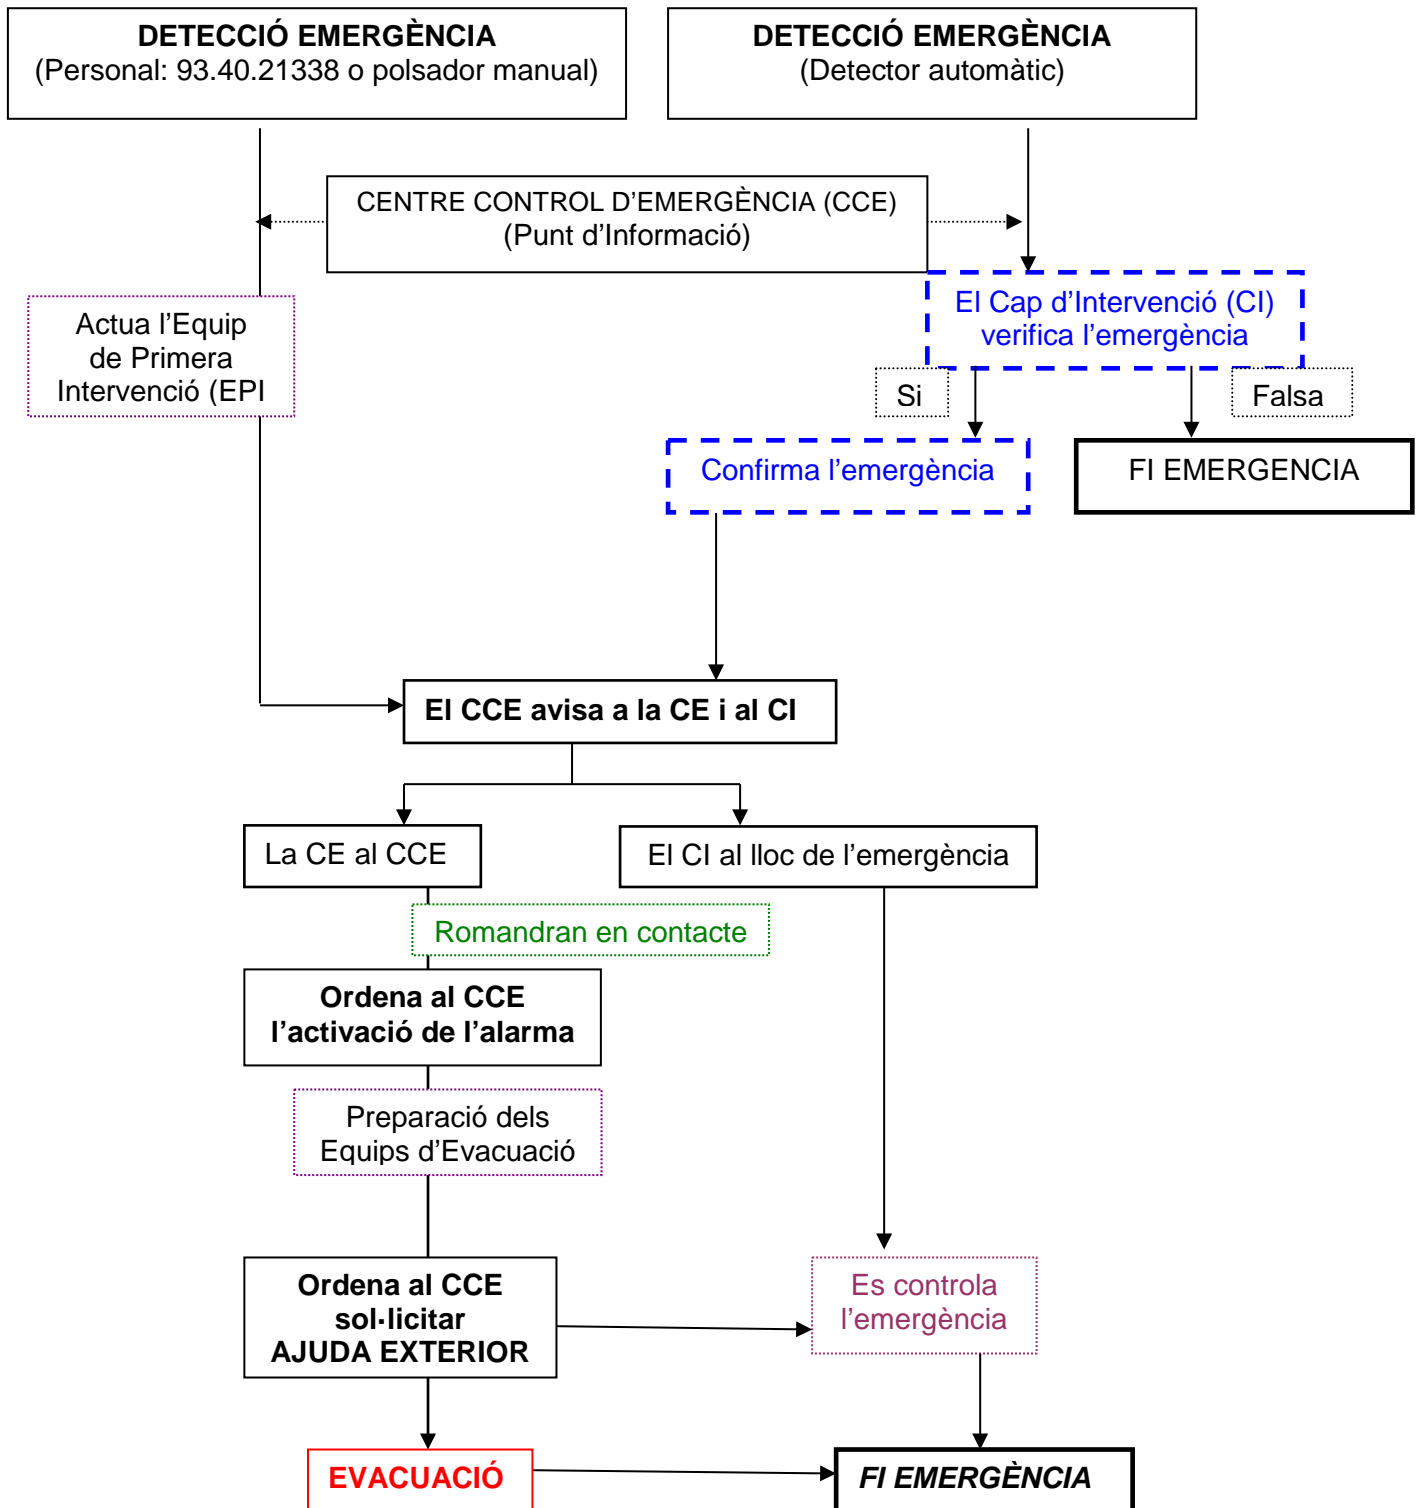 DETECCIÓ EMERGÈNCIA
(Personal: 93.40.21338 o polsador manual)
DETECCIÓ EMERGÈNCIA
(Detector automàtic)
CENTRE CONTROL D’EMERGÈNCIA (CCE)
(Punt d’Informació)
Actua l’Equip
de Primera
Intervenció (EPI
El Cap d’Intervenció (CI)
verifica l’emergència
Si
Falsa
Confirma l’emergència
FI EMERGENCIA
El CCE avisa a la CE i al CI
La CE al CCE
El CI al lloc de l’emergència
Romandran en contacte
Ordena al CCE
l’activació de l’alarma
Preparació dels
Equips d’Evacuació
Ordena al CCE
sol·licitar
AJUDA EXTERIOR
Es controla
l’emergència
EVACUACIÓ
FI EMERGÈNCIA